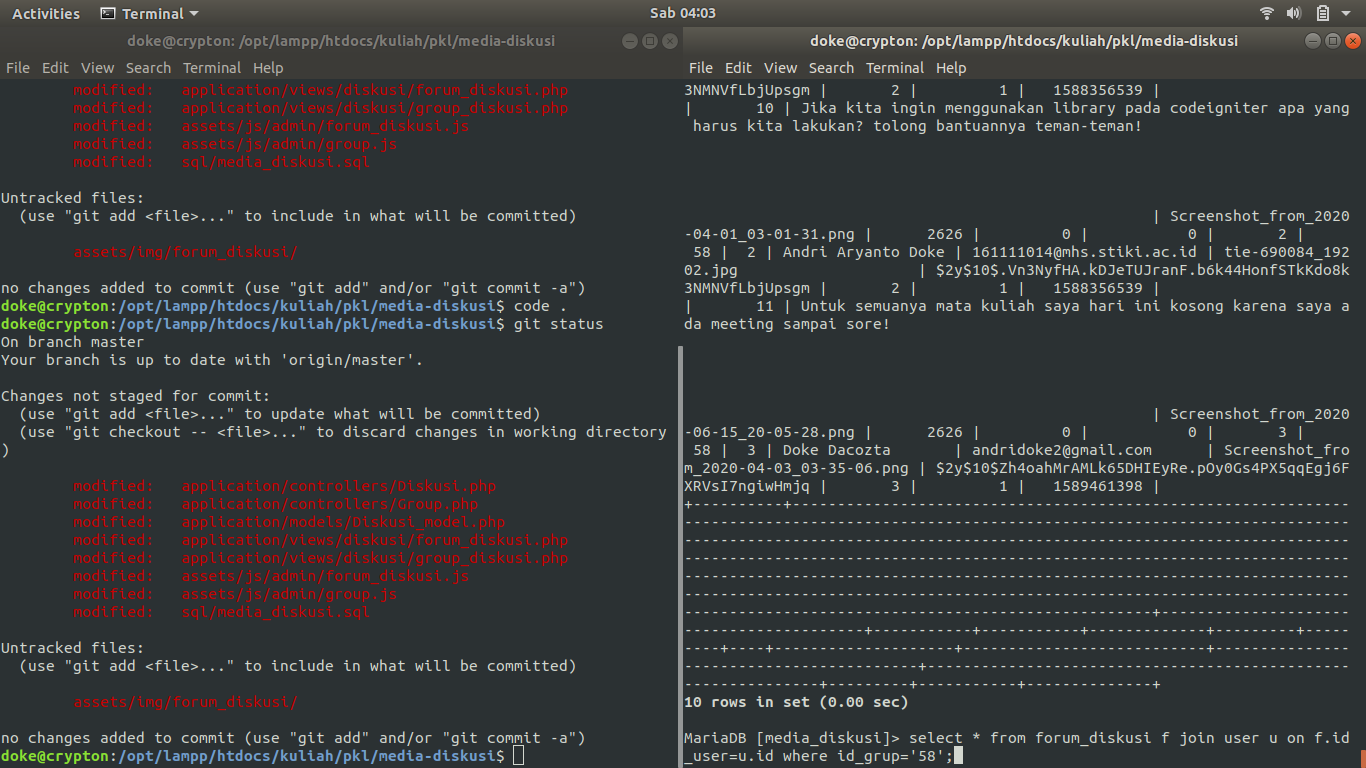 Activities Terminal Sab 04:03
doke@crypton: /opt/lampp/htdocs/kuliah/pkl/media-diskusi
File Edit View Search Terminal Help
        modified:   application/views/diskusi/forum_diskusi.php
        modified:   application/views/diskusi/group_diskusi.php
        modified:   assets/js/admin/forum_diskusi.js
        modified:   assets/js/admin/group.js
        modified:   sql/media_diskusi.sql
Untracked files:
  (use "git add <file>..." to include in what will be committed)
        assets/img/forum_diskusi/
no changes added to commit (use "git add" and/or "git commit -a")
doke@crypton:/opt/lampp/htdocs/kuliah/pkl/media-diskusi$ code .
doke@crypton:/opt/lampp/htdocs/kuliah/pkl/media-diskusi$ git status
On branch master
Your branch is up to date with 'origin/master'.
Changes not staged for commit:
  (use "git add <file>..." to update what will be committed)
  (use "git checkout -- <file>..." to discard changes in working directory
)
        modified:   application/controllers/Diskusi.php
        modified:   application/controllers/Group.php
        modified:   application/models/Diskusi_model.php
        modified:   application/views/diskusi/forum_diskusi.php
        modified:   application/views/diskusi/group_diskusi.php
        modified:   assets/js/admin/forum_diskusi.js
        modified:   assets/js/admin/group.js
        modified:   sql/media_diskusi.sql
Untracked files:
  (use "git add <file>..." to include in what will be committed)
        assets/img/forum_diskusi/
no changes added to commit (use "git add" and/or "git commit -a")
doke@crypton:/opt/lampp/htdocs/kuliah/pkl/media-diskusi$
doke@crypton: /opt/lampp/htdocs/kuliah/pkl/media-diskusi
File Edit View Search Terminal Help
3NMNVfLbjUpsgm |       2 |        1 |   1588356539 |
|       10 | Jika kita ingin menggunakan library pada codeigniter apa yang
 harus kita lakukan? tolong bantuannya teman-teman!
| Screenshot_from_2020
-04-01_03-01-31.png |      2626 |         0 |          0 |        2 |
 58 |  2 | Andri Aryanto Doke | 161111014@mhs.stiki.ac.id | tie-690084_192
02.jpg                    | $2y$10$.Vn3NyfHA.kDJeTUJranF.b6k44HonfSTkKdo8k
3NMNVfLbjUpsgm |       2 |        1 |   1588356539 |
|       11 | Untuk semuanya mata kuliah saya hari ini kosong karena saya a
da meeting sampai sore!
| Screenshot_from_2020
-06-15_20-05-28.png |      2626 |         0 |          0 |        3 |
 58 |  3 | Doke Dacozta       | andridoke2@gmail.com      | Screenshot_fro
m_2020-04-03_03-35-06.png | $2y$10$Zh4oahMrAMLk65DHIEyRe.pOy0Gs4PX5qqEgj6F
XRVsI7ngiwHmjq |       3 |        1 |   1589461398 |
10 rows in set (0.00 sec)
MariaDB [media_diskusi]> select * from forum_diskusi f join user u on f.id
_user=u.id where id_grup='58';